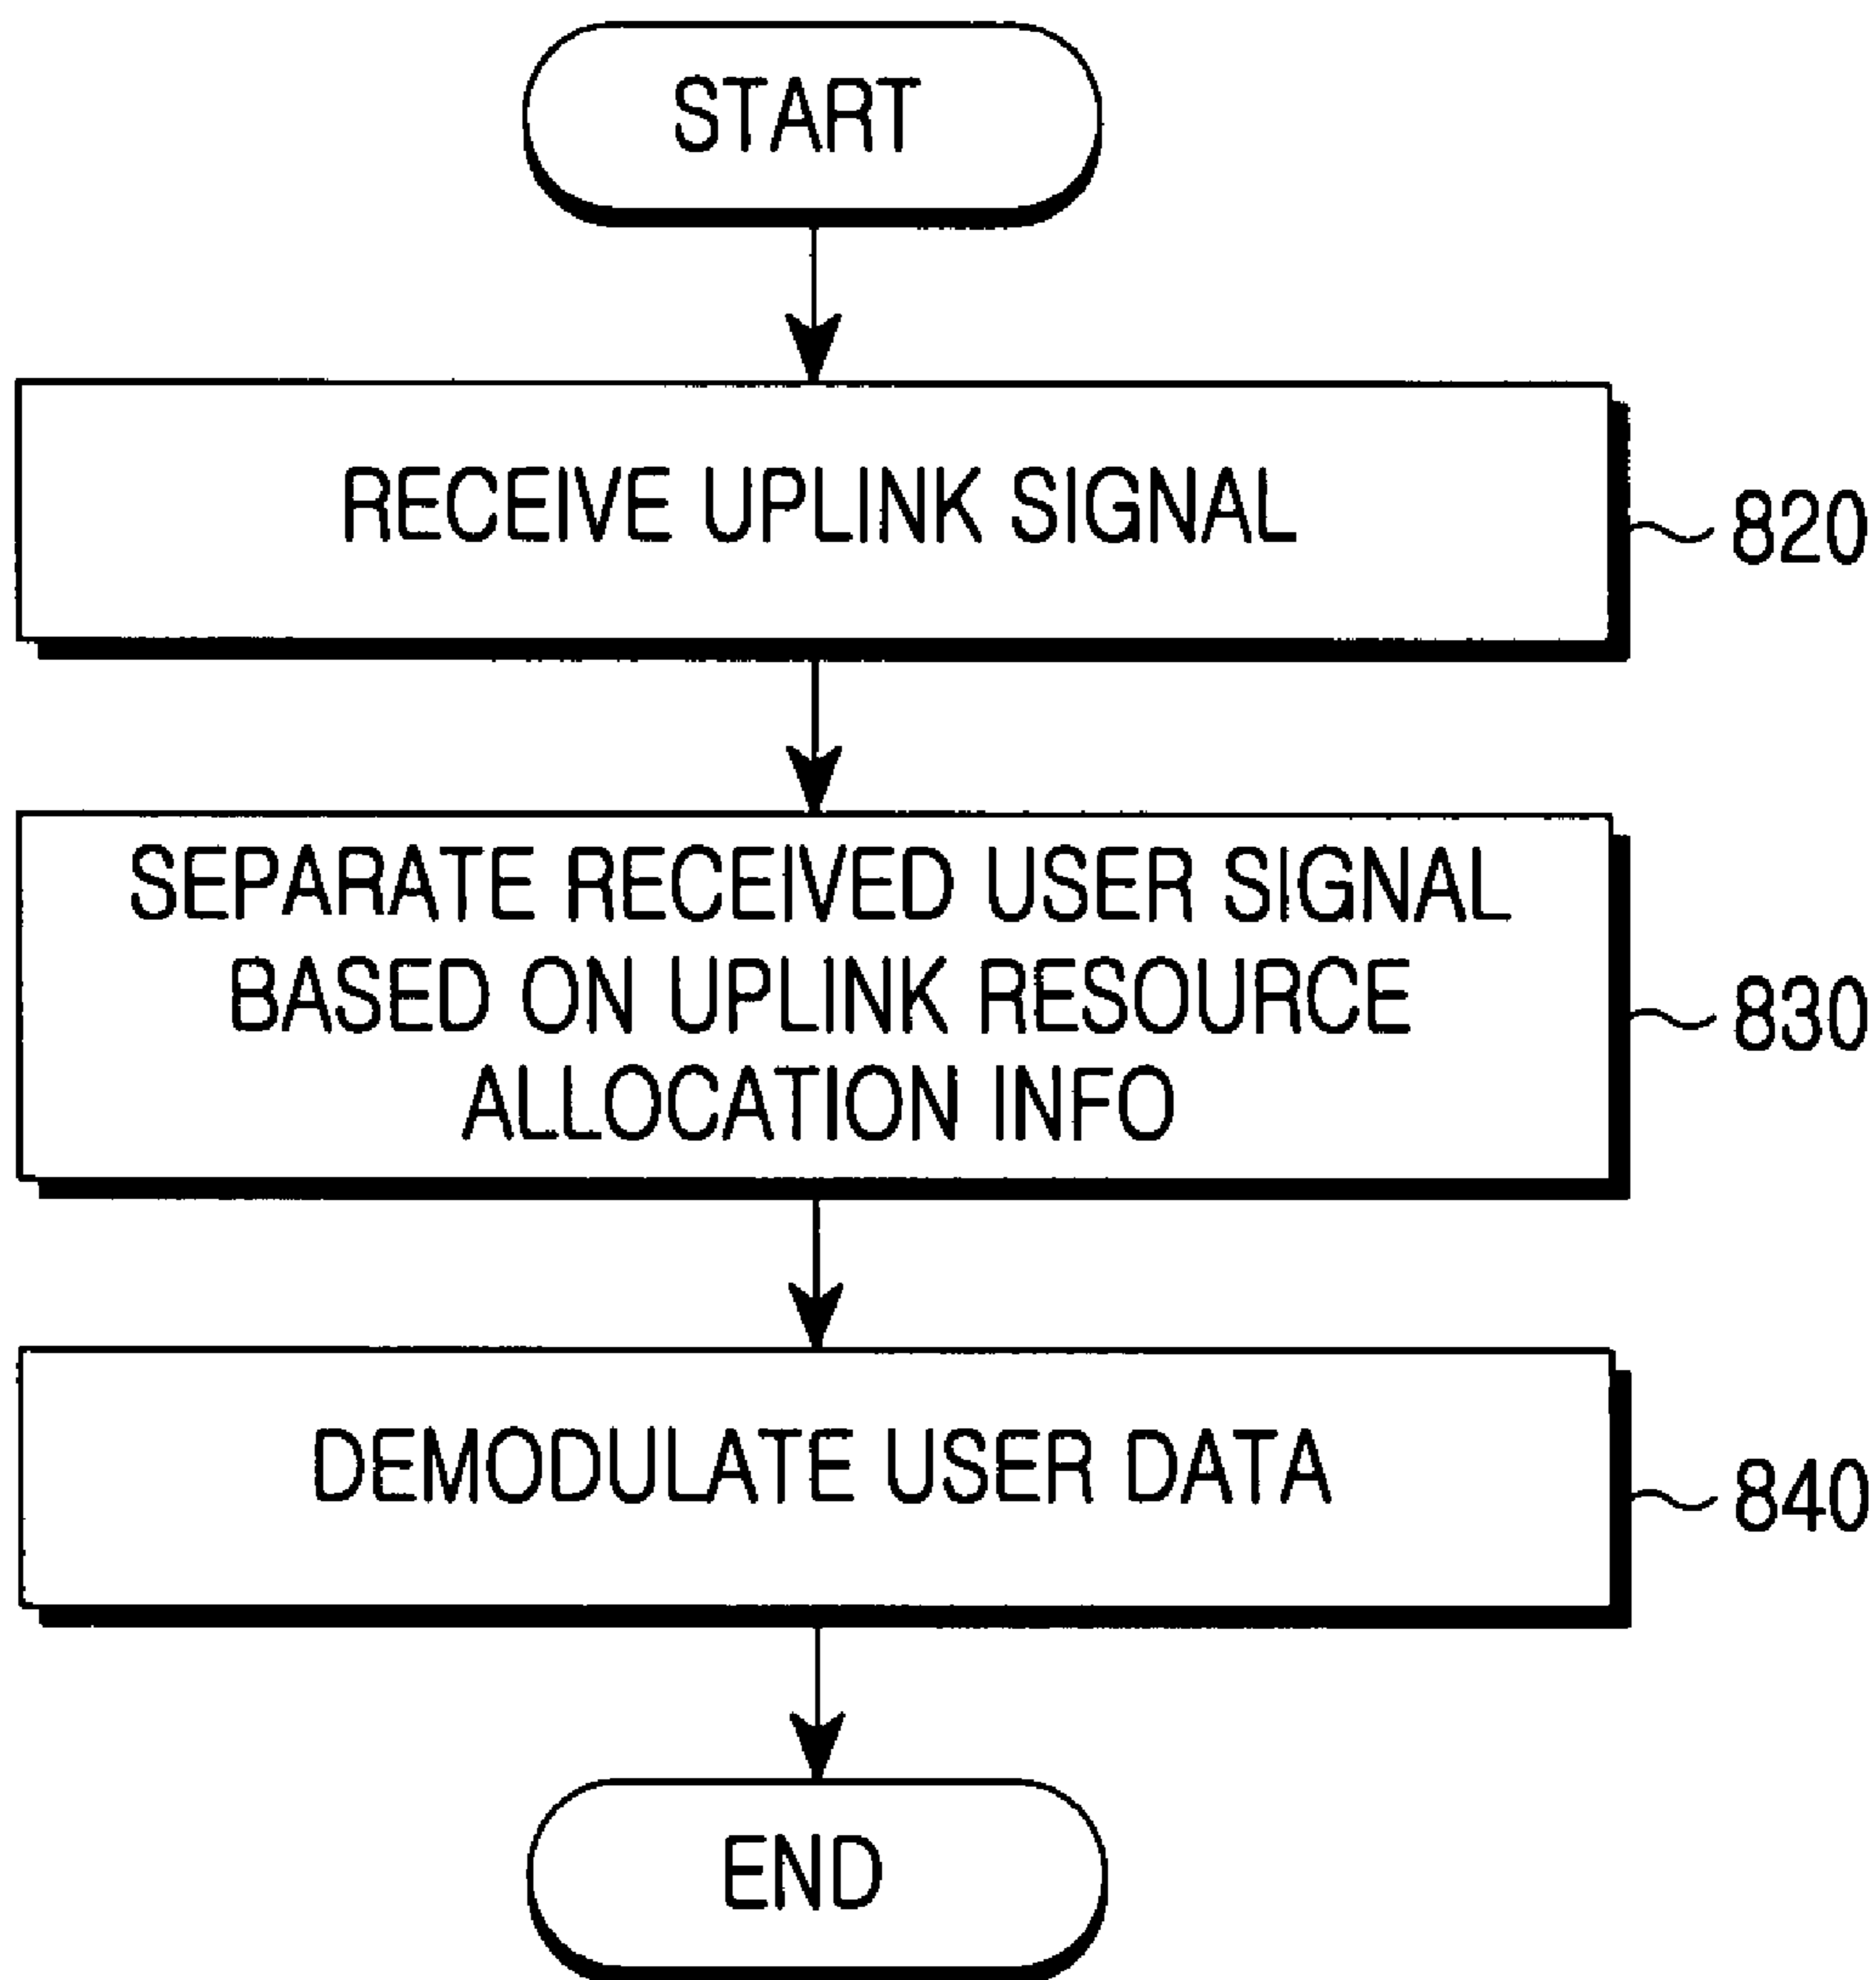 START
RECEIVE UPLINK SIGNAL
820
SEPARATE RECEIVED USER SIGNAL
BASED ON UPLINK RESOURCE
ALLOCATION INFO
830
DEMODULATE USER DATA
840
END